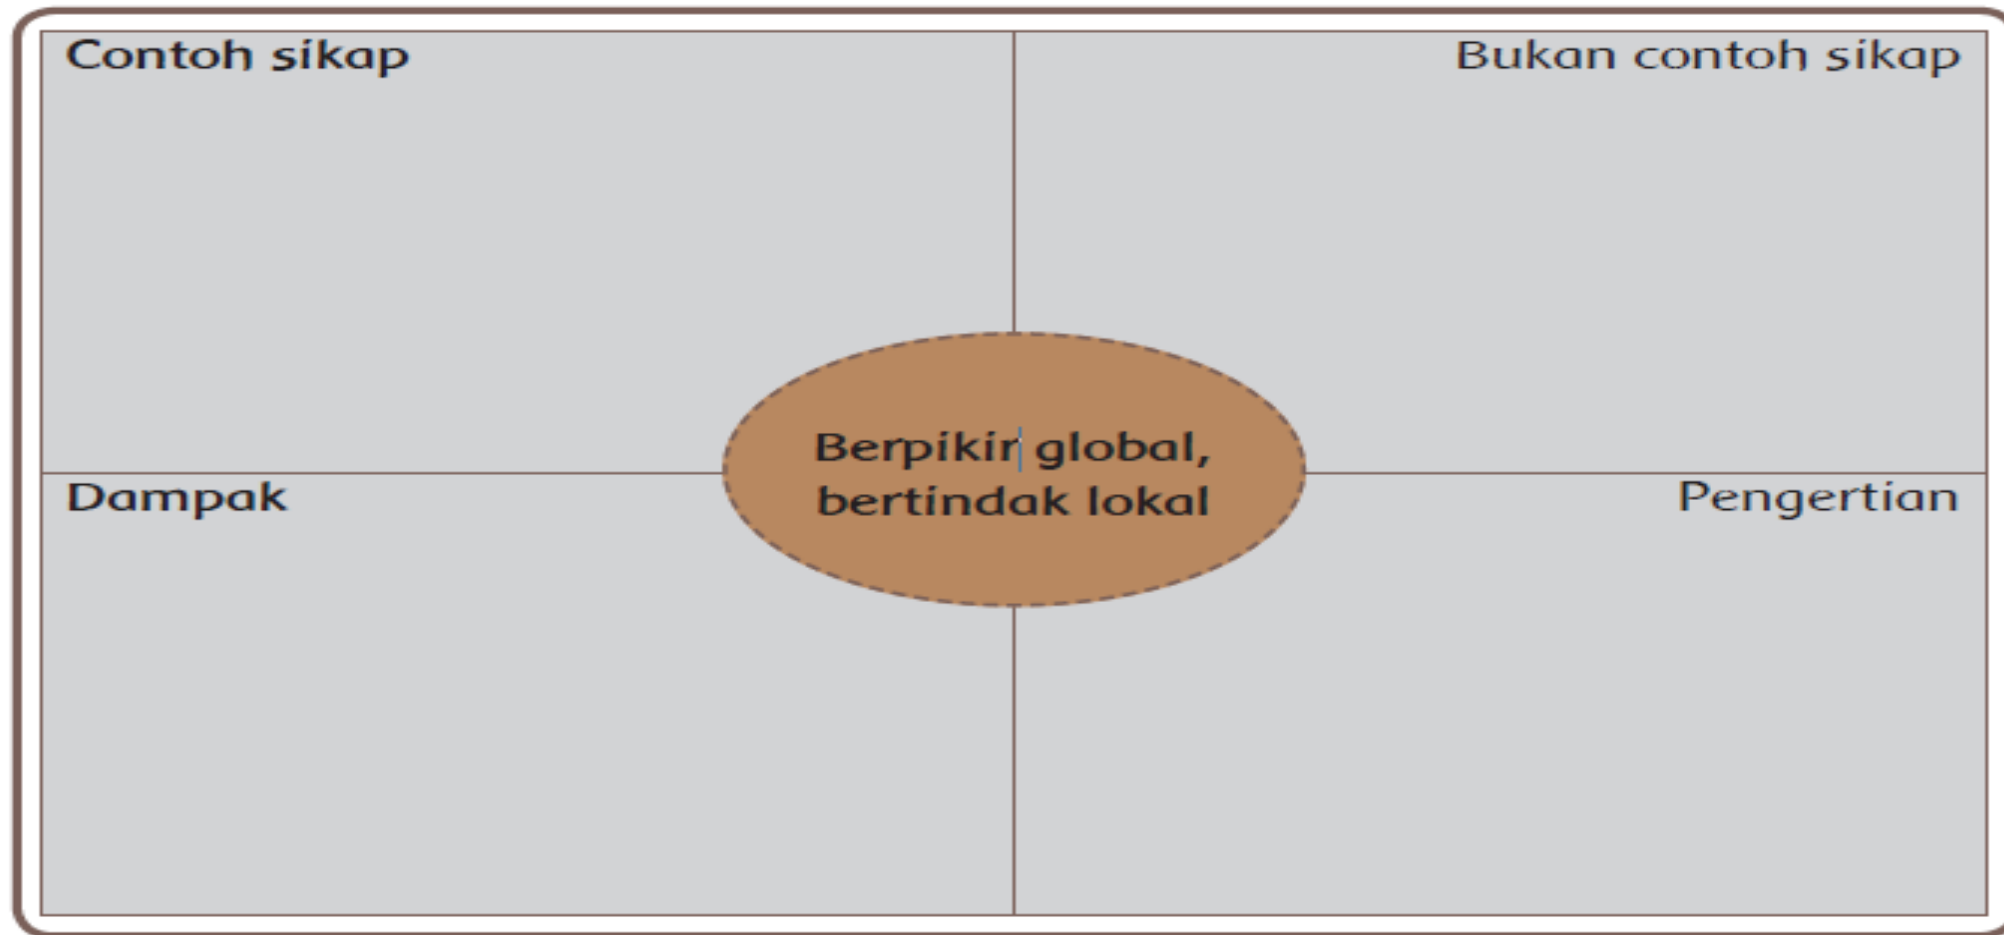 Contoh sikap
Bukan contoh sikap
Berpikir global,
bertindak lokal
Dampak
Pengertian